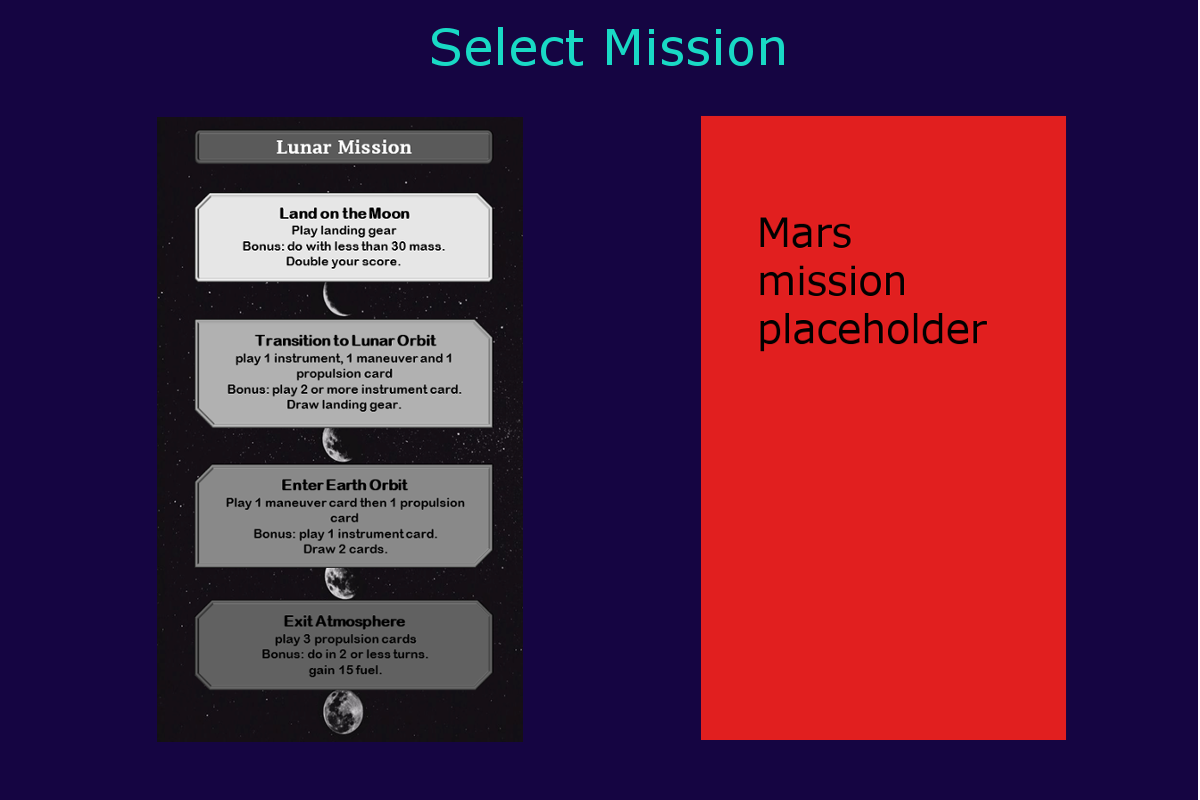 Select Mission
Lunar Mission
Land on the Moon
Play landing gear
Bonus: do with less than 30 mass.
Double your score.
Transition to Lunar Orbit
play 1 instrument, 1 maneuver and 1
propulsion card
Bonus: play 2 or more instrument card.
Draw landing gear.
Enter Earth Orbit
Play 1 maneuver card then 1 propulsion
card
Bonus: play 1 instrument card.
Draw 2 cards.
Exit Atmosphere
play 3 propulsion cards
Bonus: do in 2 or less turns.
gain 15 fuel.
Mars
mission
placeholder